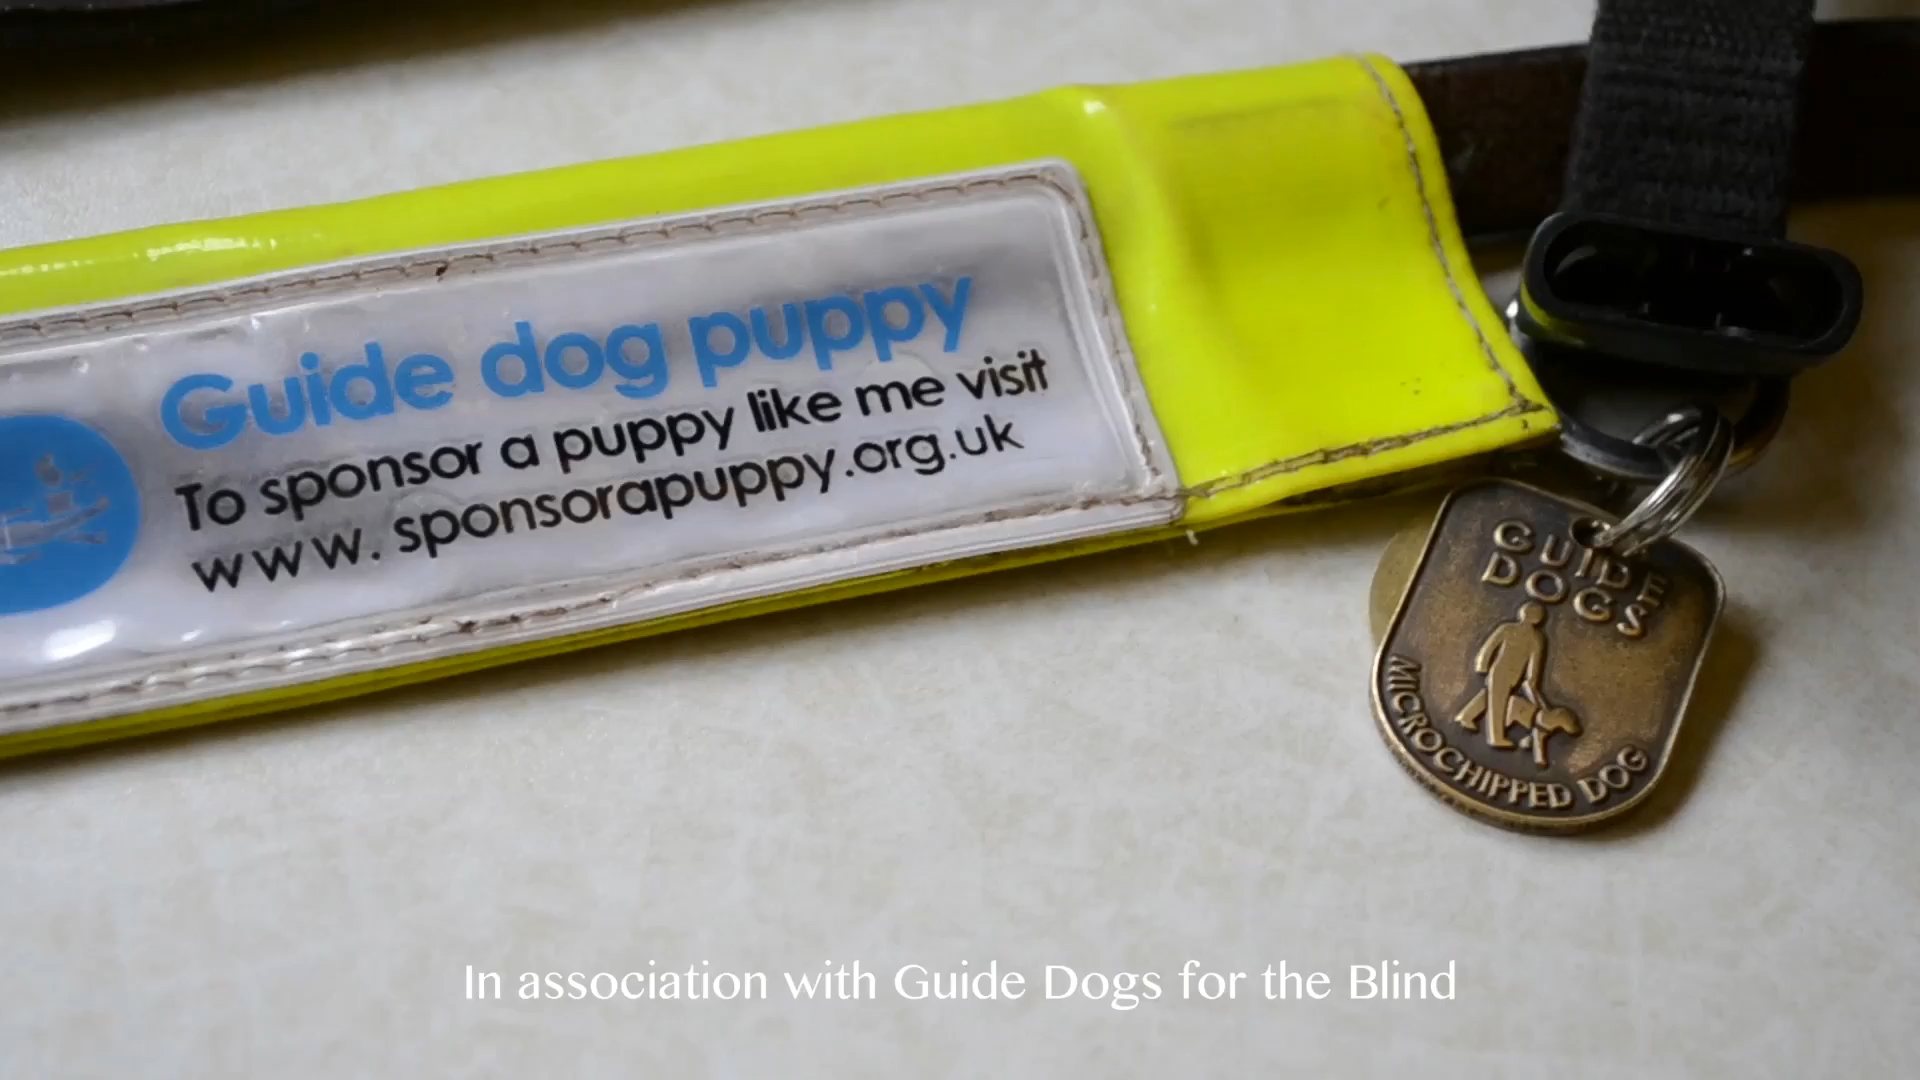 Guide dog puppy
To sponsor a puppy like me visit
www. sponsorapuppy.org.uk
GUIDE
DOGS
MICROCHIPPED DOG
In association with Guide Dogs for the Blind